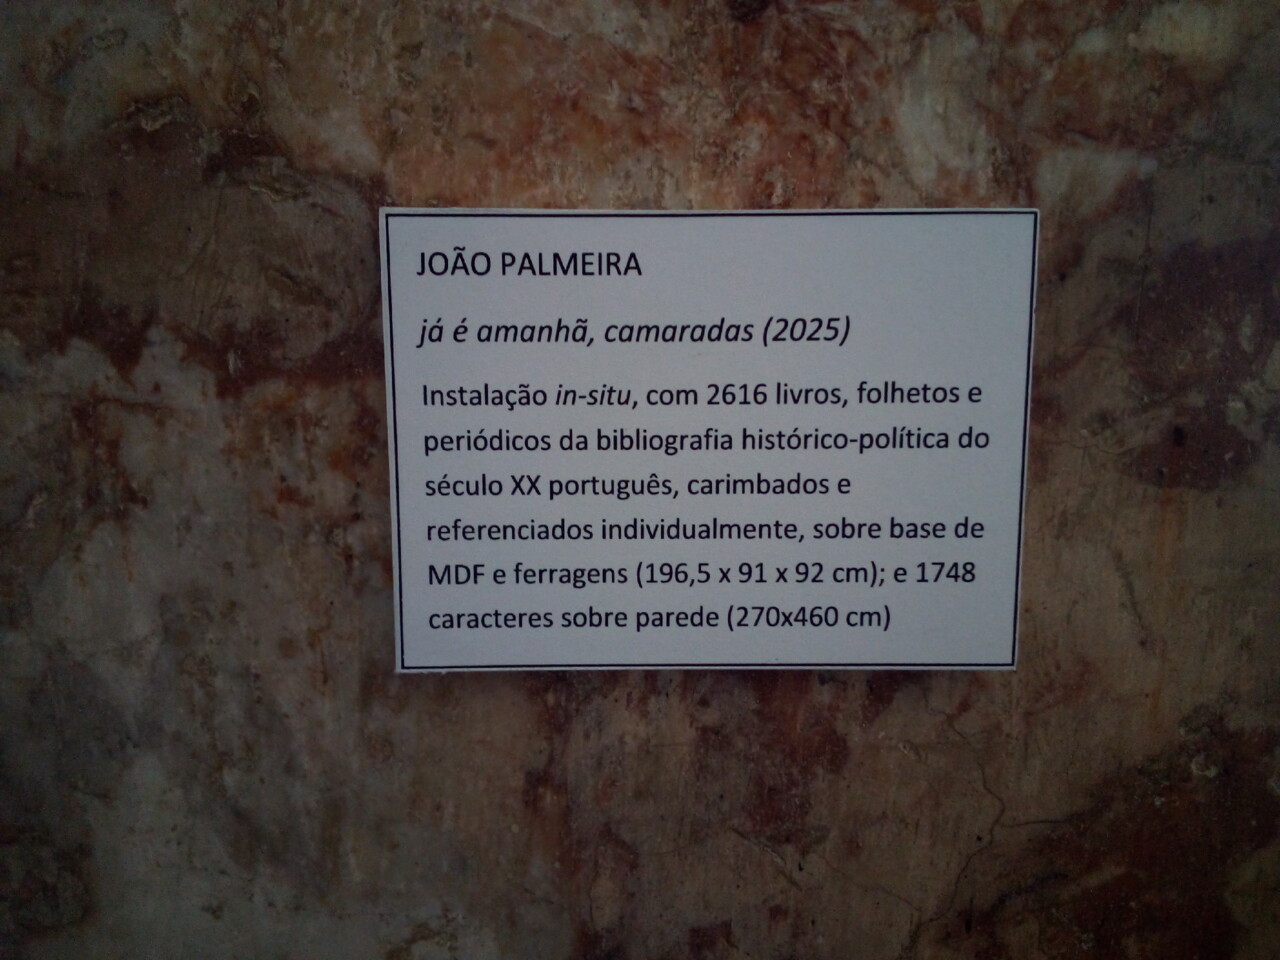 JOÃO PALMEIRA
já é amanhã, camaradas (2025)
Instalação in-situ, com 2616 livros, folhetos e
periódicos da bibliografia histórico-política do
século XX português, carimbados e
referenciados individualmente, sobre base de
MDF e ferragens (196,5 x 91 x 92 cm); e 1748
caracteres sobre parede (270x460 cm)